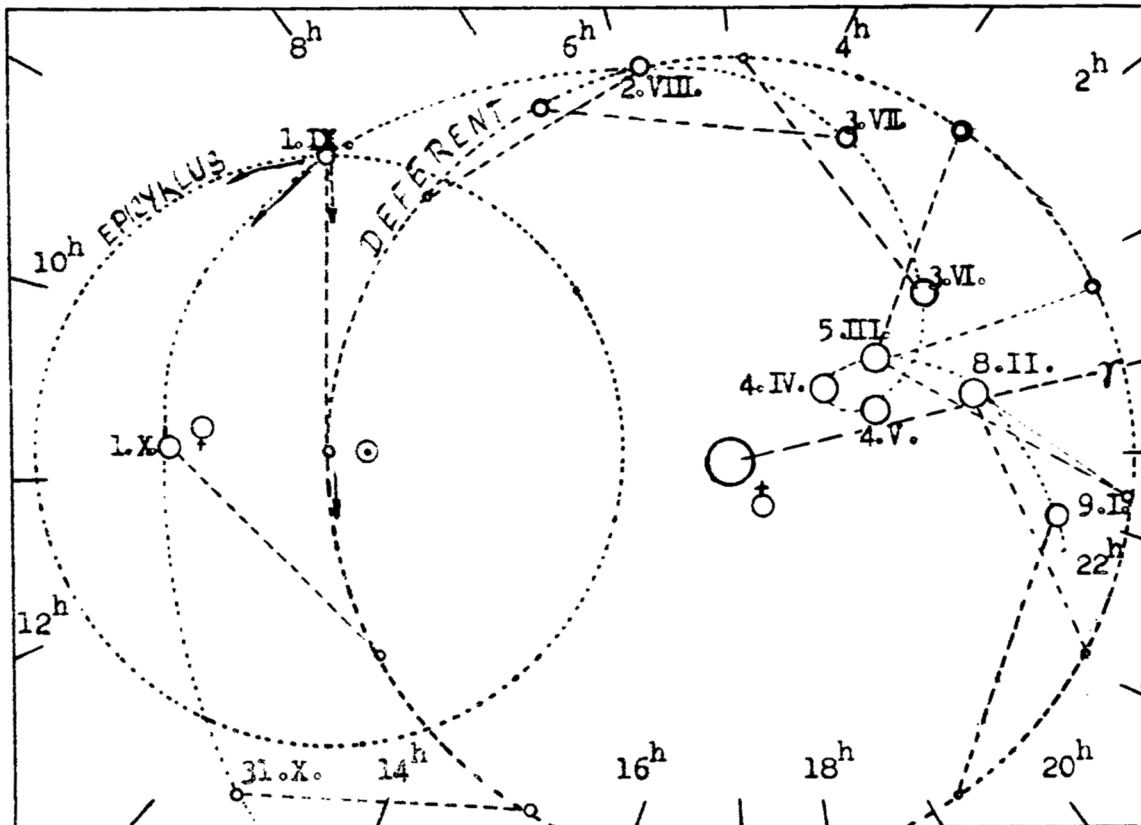 8ʰ
6ʰ
4ʰ
2ʰ
2.VIII.
3.VII.
1.IX.
EPICYKLUS
DEFERENT
10ʰ
3.VI.
5.III.
8.II.
γ
4.IV.
4.V.
1.X.
♀
☉
9.I.
22ʰ
12ʰ
31.X.
14ʰ
16ʰ
18ʰ
20ʰ